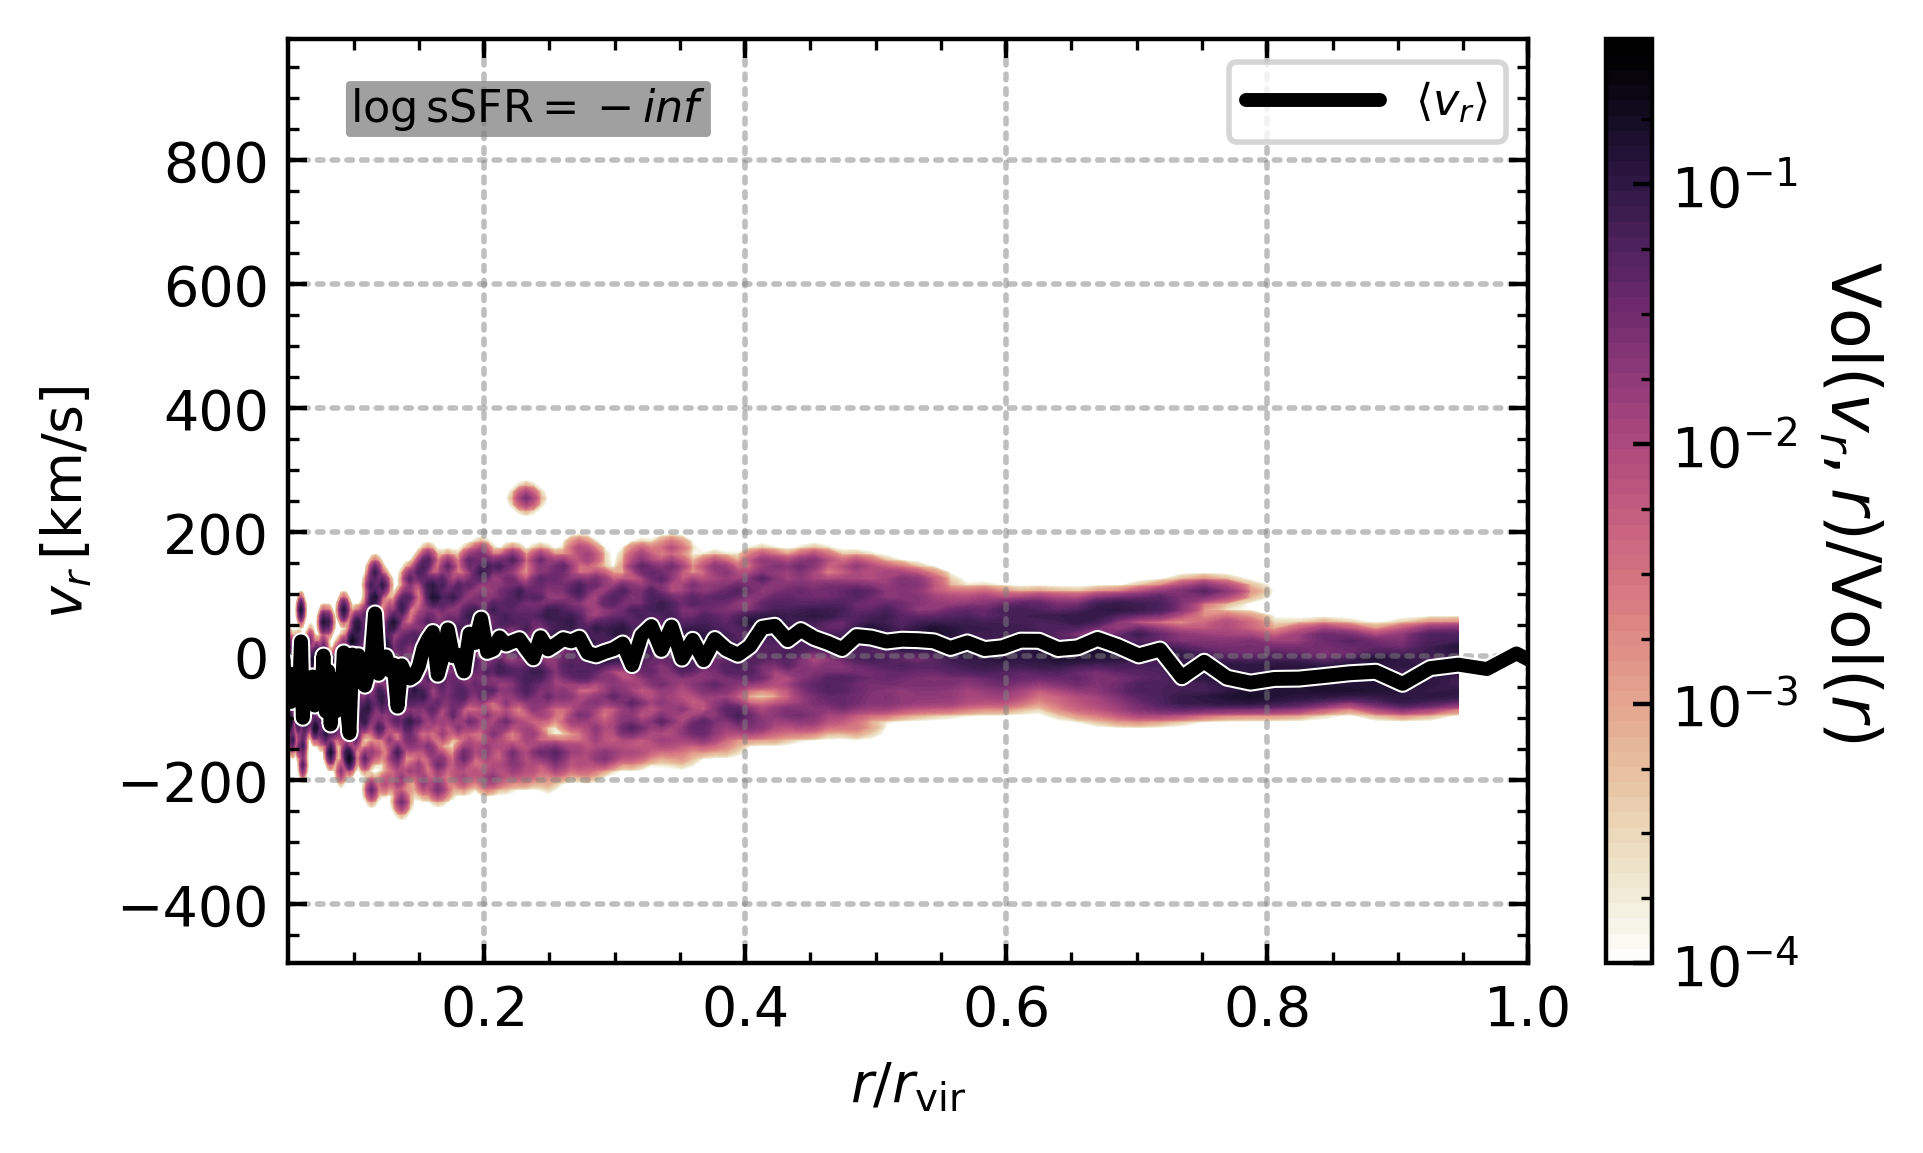 log sSFR = −inf
⟨v_r⟩
800
600
400
200
0
−200
−400
v_r [km/s]
0.2 0.4 0.6 0.8 1.0
r/r_vir
10⁻¹
10⁻²
10⁻³
10⁻⁴
Vol(v_r, r)/Vol(r)